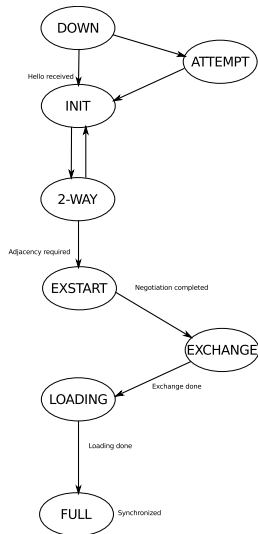 DOWN
ATTEMPT
Hello received
INIT
2-WAY
Adjacency required
EXSTART
Negotiation completed
EXCHANGE
Exchange done
LOADING
Loading done
FULL
Synchronized